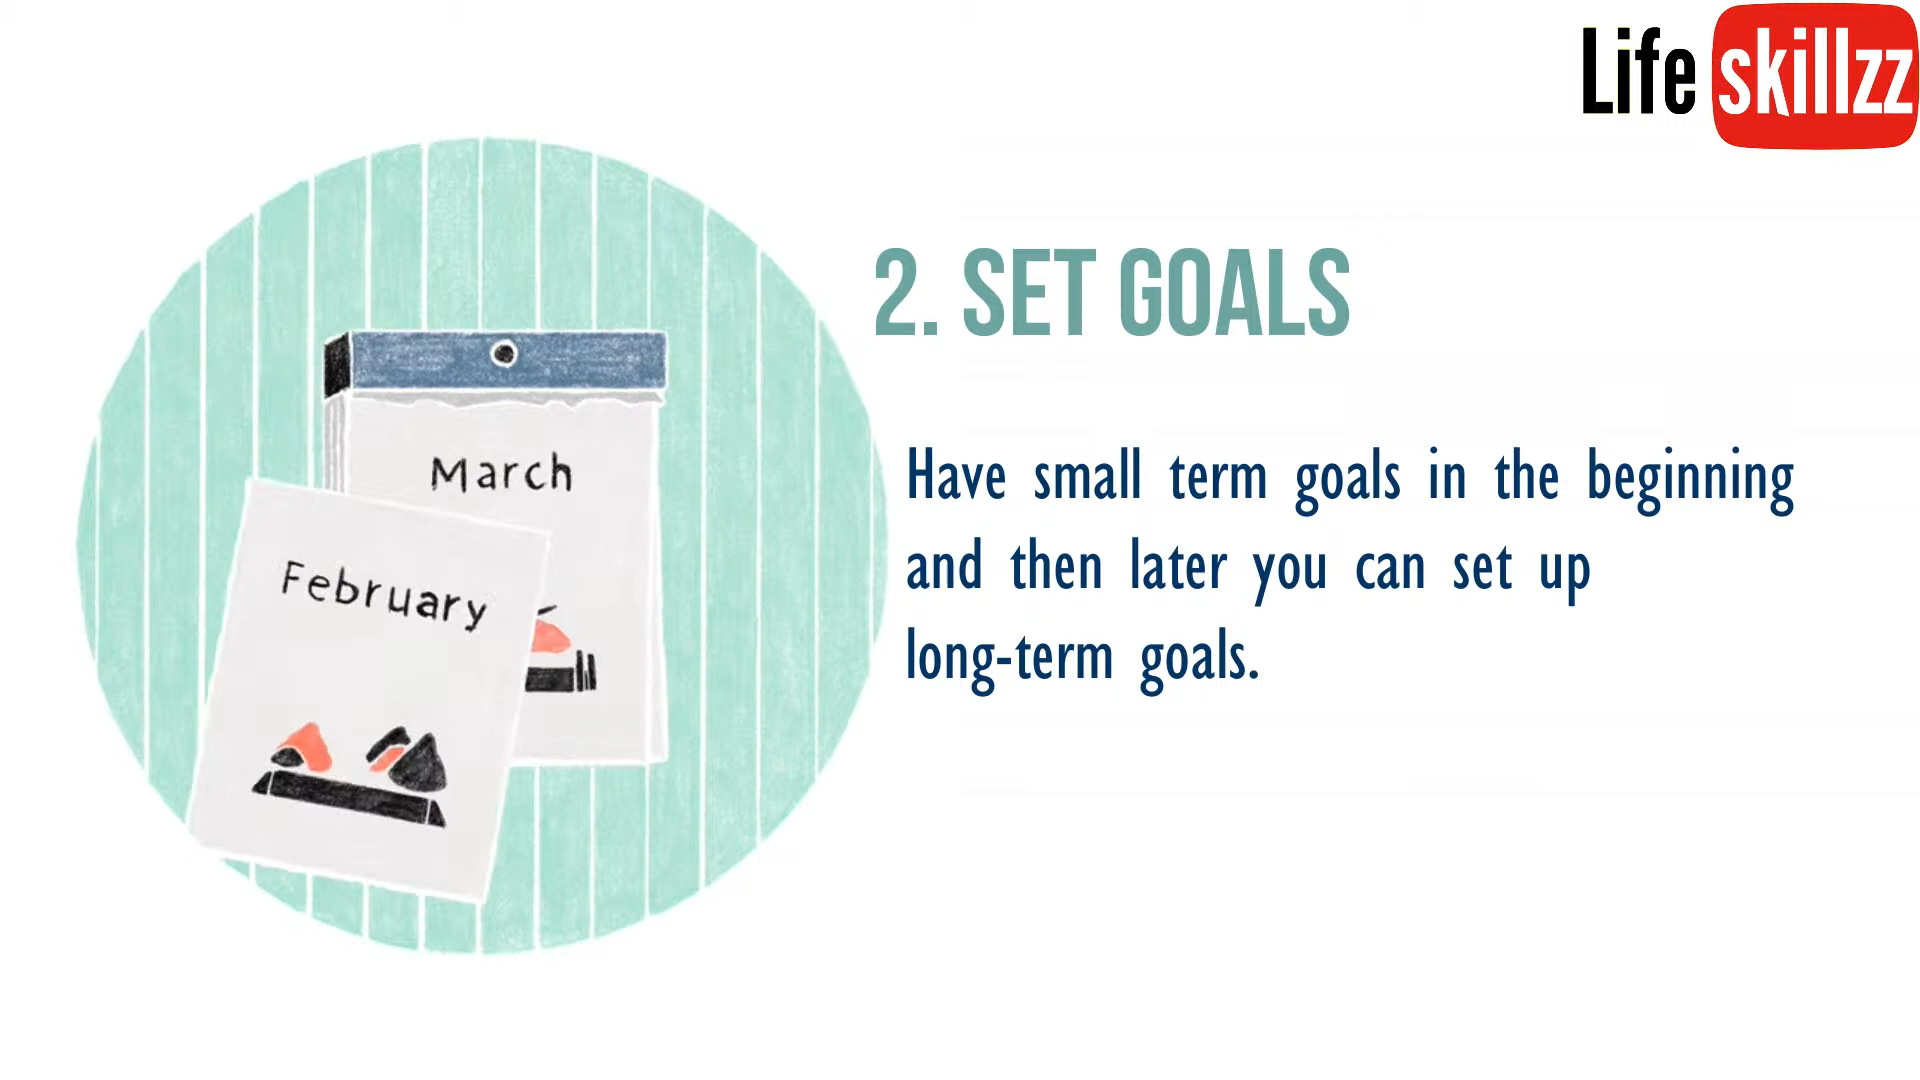 Life skillzz
2. SET GOALS
March
February
Have small term goals in the beginning
and then later you can set up
long-term goals.